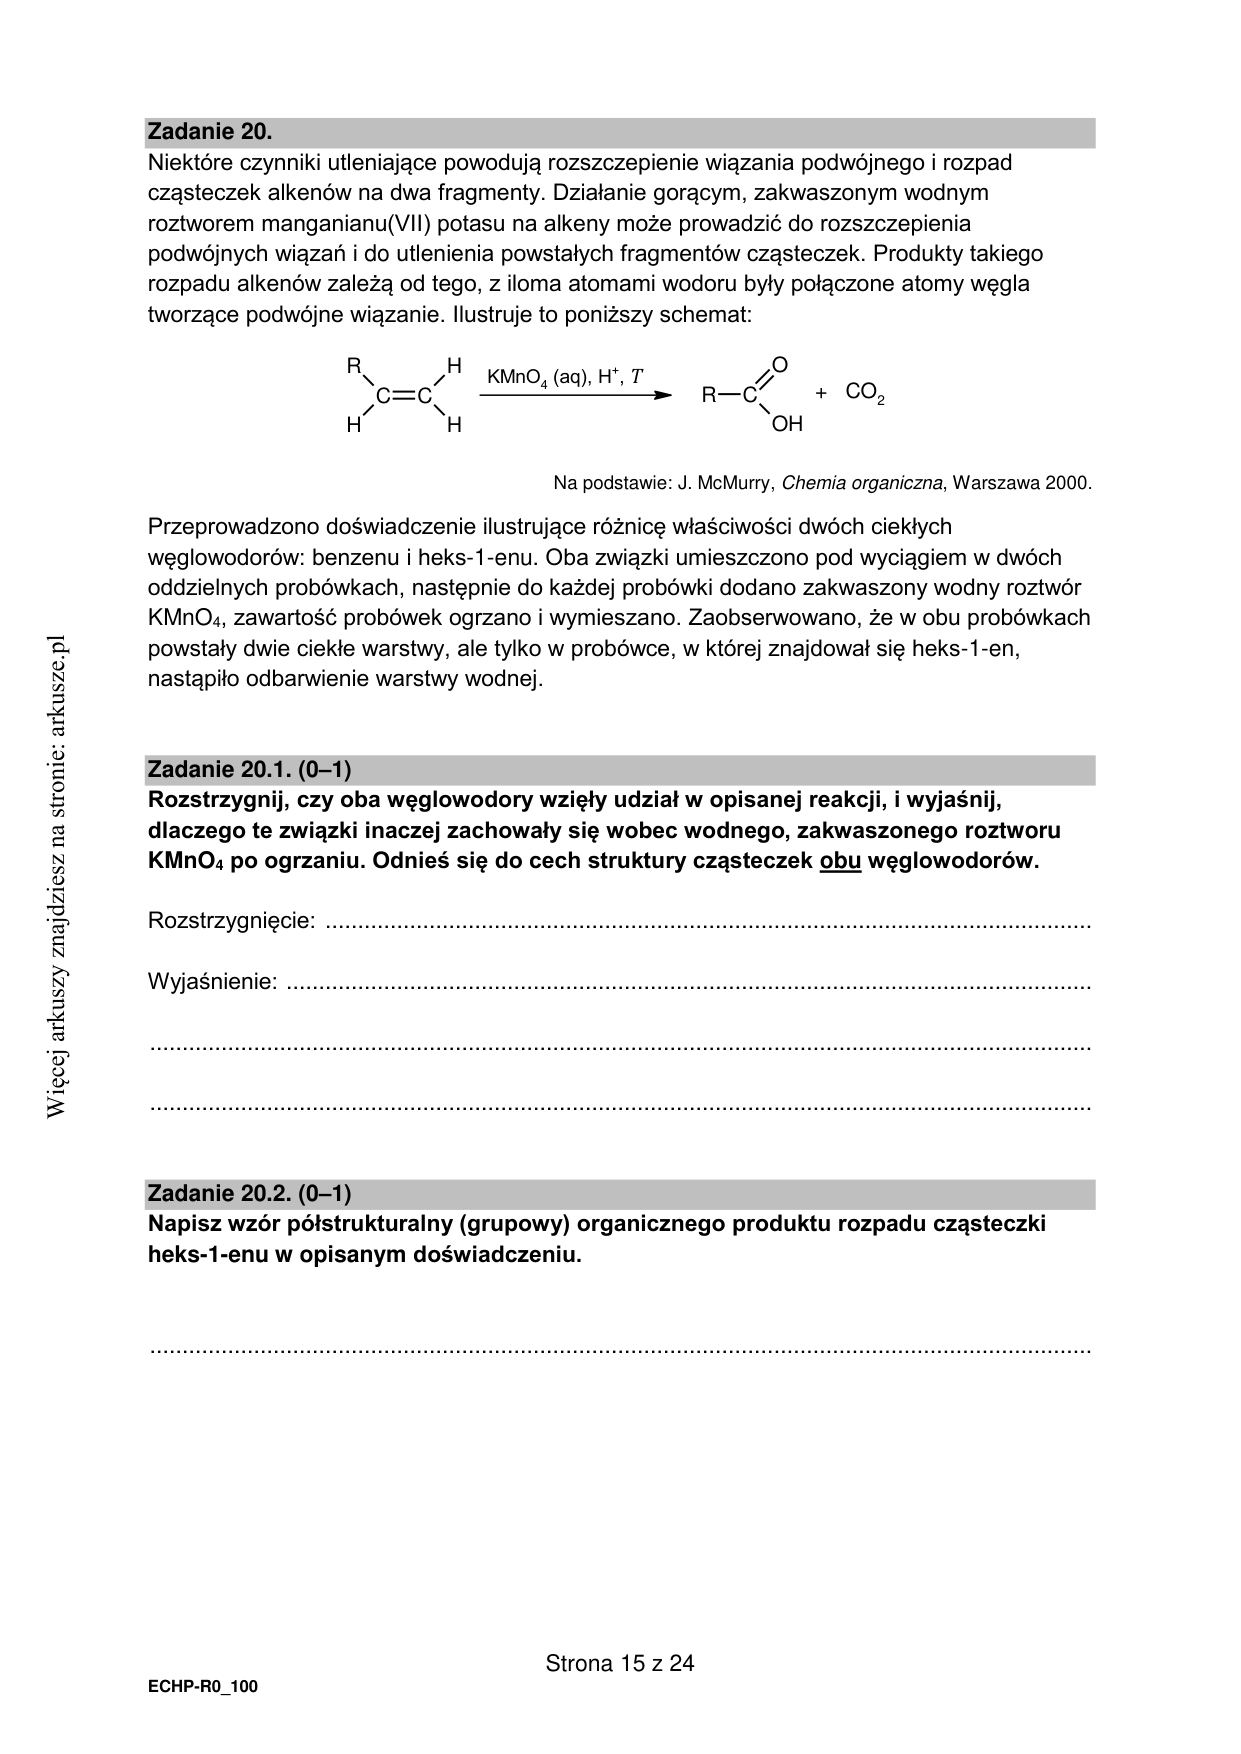 Zadanie 20.
Niektóre czynniki utleniające powodują rozszczepienie wiązania podwójnego i rozpad
cząsteczek alkenów na dwa fragmenty. Działanie gorącym, zakwaszonym wodnym
roztworem manganianu(VII) potasu na alkeny może prowadzić do rozszczepienia
podwójnych wiązań i do utlenienia powstałych fragmentów cząsteczek. Produkty takiego
rozpadu alkenów zależą od tego, z iloma atomami wodoru były połączone atomy węgla
tworzące podwójne wiązanie. Ilustruje to poniższy schemat:
R H KMnO4 (aq), H+, T O
C=C R—C + CO2
H H OH
Na podstawie: J. McMurry, Chemia organiczna, Warszawa 2000.
Przeprowadzono doświadczenie ilustrujące różnicę właściwości dwóch ciekłych
węglowodorów: benzenu i heks-1-enu. Oba związki umieszczono pod wyciągiem w dwóch
oddzielnych probówkach, następnie do każdej probówki dodano zakwaszony wodny roztwór
KMnO4, zawartość probówek ogrzano i wymieszano. Zaobserwowano, że w obu probówkach
powstały dwie ciekłe warstwy, ale tylko w probówce, w której znajdował się heks-1-en,
nastąpiło odbarwienie warstwy wodnej.
Zadanie 20.1. (0–1)
Rozstrzygnij, czy oba węglowodory wzięły udział w opisanej reakcji, i wyjaśnij,
dlaczego te związki inaczej zachowały się wobec wodnego, zakwaszonego roztworu
KMnO4 po ogrzaniu. Odnieś się do cech struktury cząsteczek obu węglowodorów.
Rozstrzygnięcie: ....................................................................................................
Wyjaśnienie: ....................................................................................................
....................................................................................................
....................................................................................................
Zadanie 20.2. (0–1)
Napisz wzór półstrukturalny (grupowy) organicznego produktu rozpadu cząsteczki
heks-1-enu w opisanym doświadczeniu.
....................................................................................................
Strona 15 z 24
ECHP-R0_100
Więcej arkuszy znajdziesz na stronie: arkusze.pl